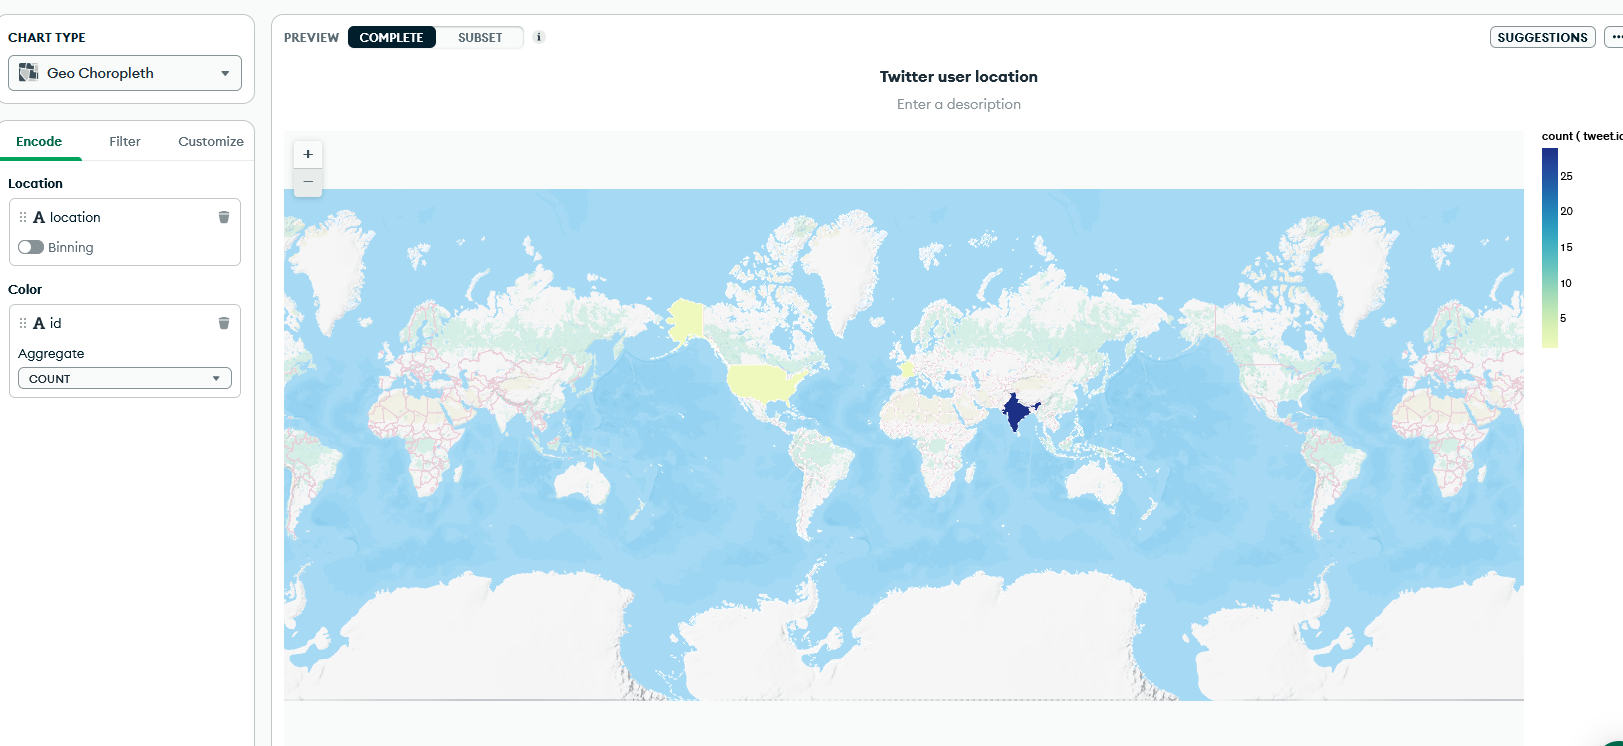 CHART TYPE
Geo Choropleth
Encode Filter Customize
Location
A location
Binning
Color
A id
Aggregate
COUNT
PREVIEW COMPLETE SUBSET i
SUGGESTIONS
Twitter user location
Enter a description
+
−
count ( tweet.id
25
20
15
10
5